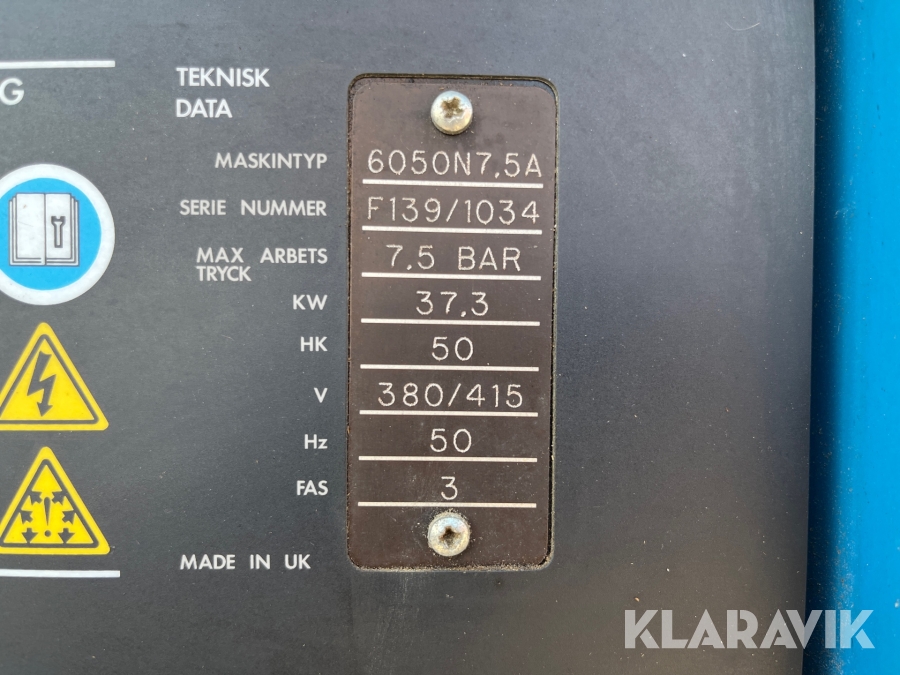 G
TEKNISK
DATA
MASKINTYP 6050N7.5A
SERIE NUMMER F139/1034
MAX ARBETS
TRYCK 7.5 BAR
KW 37.3
HK 50
V 380/415
Hz 50
FAS 3
MADE IN UK
KLARAVIK